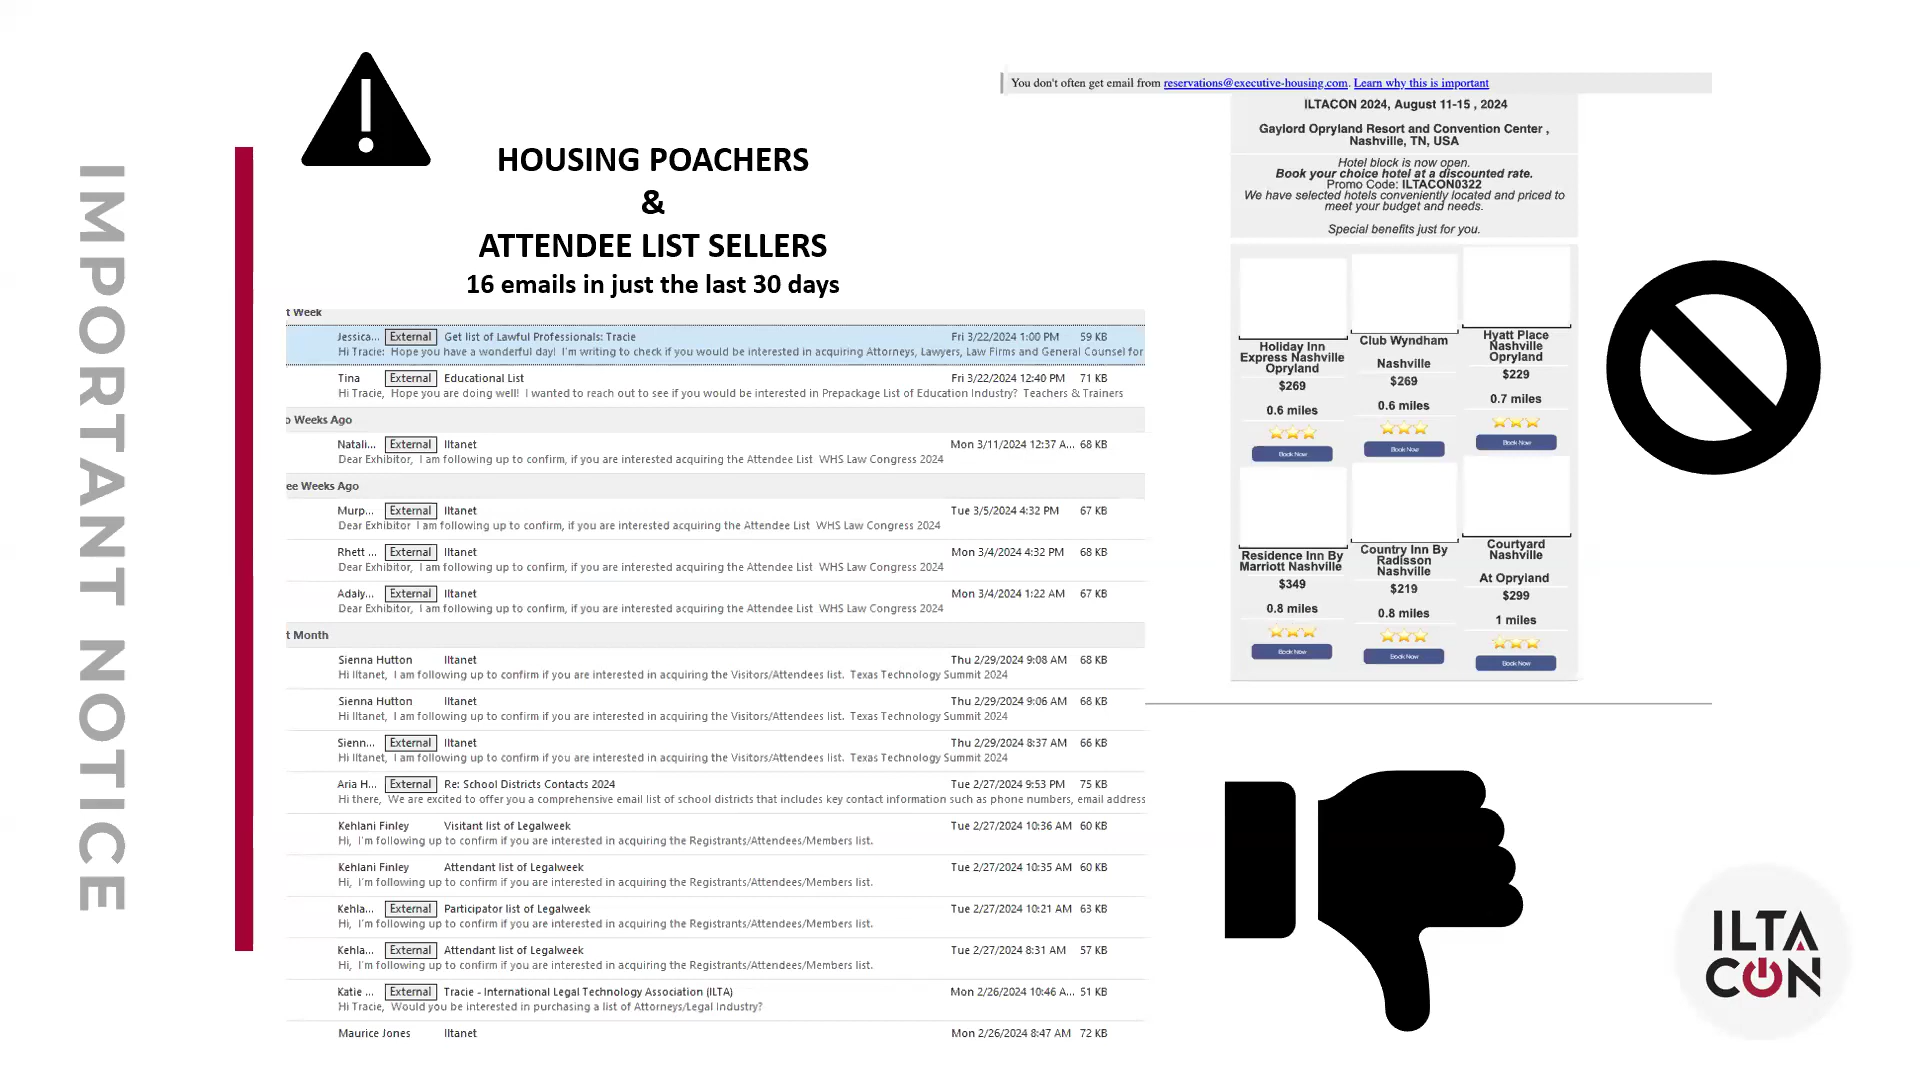 IMPORTANT NOTICE
HOUSING POACHERS
&
ATTENDEE LIST SELLERS
16 emails in just the last 30 days
t Week
Jessica... External Get list of Lawful Professionals: Tracie Fri 3/22/2024 1:00 PM 59 KB
Hi Tracie: Hope you have a wonderful day! I'm writing to check if you would be interested in acquiring Attorneys, Lawyers, Law Firms and General Counsel for
Tina External Educational List Fri 3/22/2024 12:40 PM 71 KB
Hi Tracie, Hope you are doing well! I wanted to reach out to see if you would be interested in Prepackage List of Education Industry? Teachers & Trainers
o Weeks Ago
Natali... External Iltanet Mon 3/11/2024 12:37 A... 68 KB
Dear Exhibitor, I am following up to confirm, if you are interested acquiring the Attendee List WHS Law Congress 2024
ee Weeks Ago
Murp... External Iltanet Tue 3/5/2024 4:32 PM 67 KB
Dear Exhibitor I am following up to confirm, if you are interested acquiring the Attendee List WHS Law Congress 2024
Rhett ... External Iltanet Mon 3/4/2024 4:32 PM 68 KB
Dear Exhibitor, I am following up to confirm, if you are interested acquiring the Attendee List WHS Law Congress 2024
Adaly... External Iltanet Mon 3/4/2024 1:22 AM 67 KB
Dear Exhibitor, I am following up to confirm, if you are interested acquiring the Attendee List WHS Law Congress 2024
t Month
Sienna Hutton Iltanet Thu 2/29/2024 9:08 AM 68 KB
Hi Iltanet, I am following up to confirm if you are interested in acquiring the Visitors/Attendees list. Texas Technology Summit 2024
Sienna Hutton Iltanet Thu 2/29/2024 9:06 AM 68 KB
Hi Iltanet, I am following up to confirm if you are interested in acquiring the Visitors/Attendees list. Texas Technology Summit 2024
Sienn... External Iltanet Thu 2/29/2024 8:37 AM 66 KB
Hi Iltanet, I am following up to confirm if you are interested in acquiring the Visitors/Attendees list. Texas Technology Summit 2024
Aria H... External Re: School Districts Contacts 2024 Tue 2/27/2024 9:53 PM 75 KB
Hi there, We are excited to offer you a comprehensive email list of school districts that includes key contact information such as phone numbers, email address
Kehlani Finley Visitant list of Legalweek Tue 2/27/2024 10:36 AM 60 KB
Hi, I'm following up to confirm if you are interested in acquiring the Registrants/Attendees/Members list.
Kehlani Finley Attendant list of Legalweek Tue 2/27/2024 10:35 AM 60 KB
Hi, I'm following up to confirm if you are interested in acquiring the Registrants/Attendees/Members list.
Kehla... External Participator list of Legalweek Tue 2/27/2024 10:21 AM 63 KB
Hi, I'm following up to confirm if you are interested in acquiring the Registrants/Attendees/Members list.
Kehla... External Attendant list of Legalweek Tue 2/27/2024 8:31 AM 57 KB
Hi, I'm following up to confirm if you are interested in acquiring the Registrants/Attendees/Members list.
Katie ... External Tracie - International Legal Technology Association (ILTA) Mon 2/26/2024 10:46 A... 51 KB
Hi Tracie, Would you be interested in purchasing a list of Attorneys/Legal Industry?
Maurice Jones Iltanet Mon 2/26/2024 8:47 AM 72 KB
You don't often get email from reservations@executive-housing.com. Learn why this is important
ILTACON 2024, August 11-15 , 2024
Gaylord Opryland Resort and Convention Center ,
Nashville, TN, USA
Hotel block is now open.
Book your choice hotel at a discounted rate.
Promo Code: ILTACON0322
We have selected hotels conveniently located and priced to
meet your budget and needs.
Special benefits just for you.
Holiday Inn
Express Nashville
Opryland
$269
0.6 miles
Book Now
Club Wyndham
Nashville
$269
0.6 miles
Book Now
Hyatt Place
Nashville
Opryland
$229
0.7 miles
Book Now
Residence Inn By
Marriott Nashville
$349
0.8 miles
Book Now
Country Inn By
Radisson
Nashville
$219
0.8 miles
Book Now
Courtyard
Nashville
At Opryland
$299
1 miles
Book Now
ILTA
CON